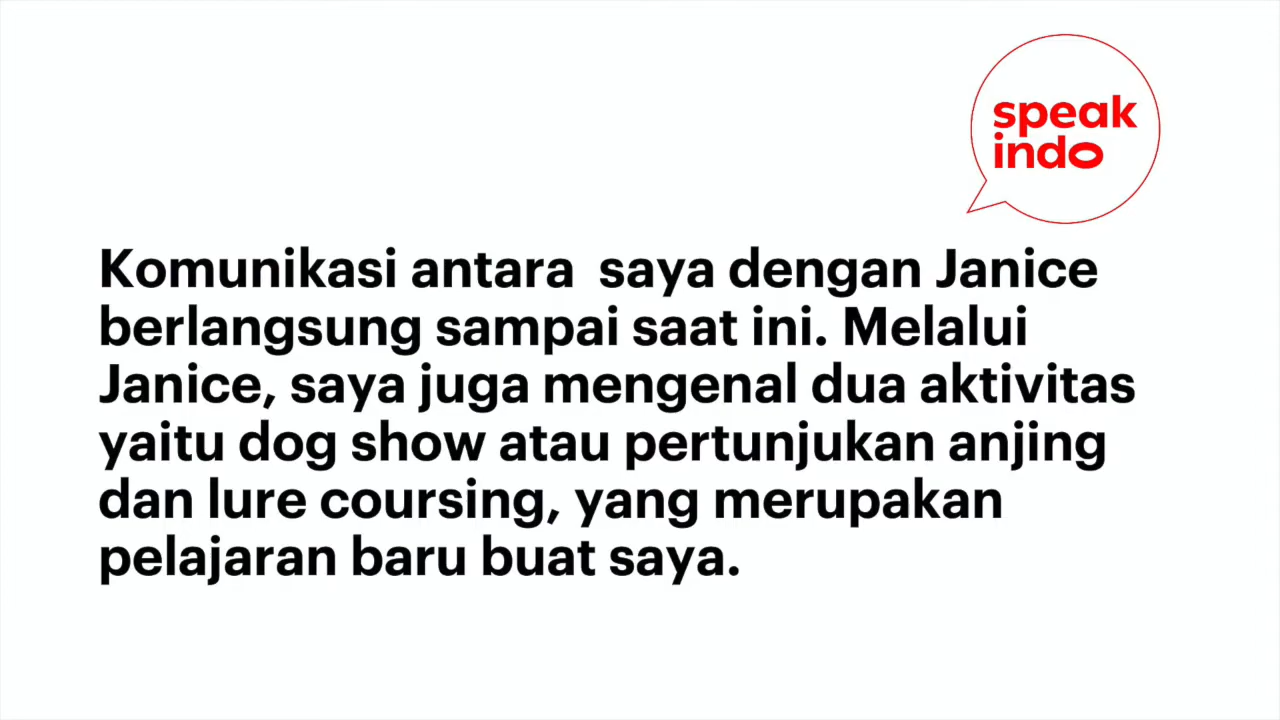 speak
indo
Komunikasi antara  saya dengan Janice
berlangsung sampai saat ini. Melalui
Janice, saya juga mengenal dua aktivitas
yaitu dog show atau pertunjukan anjing
dan lure coursing, yang merupakan
pelajaran baru buat saya.